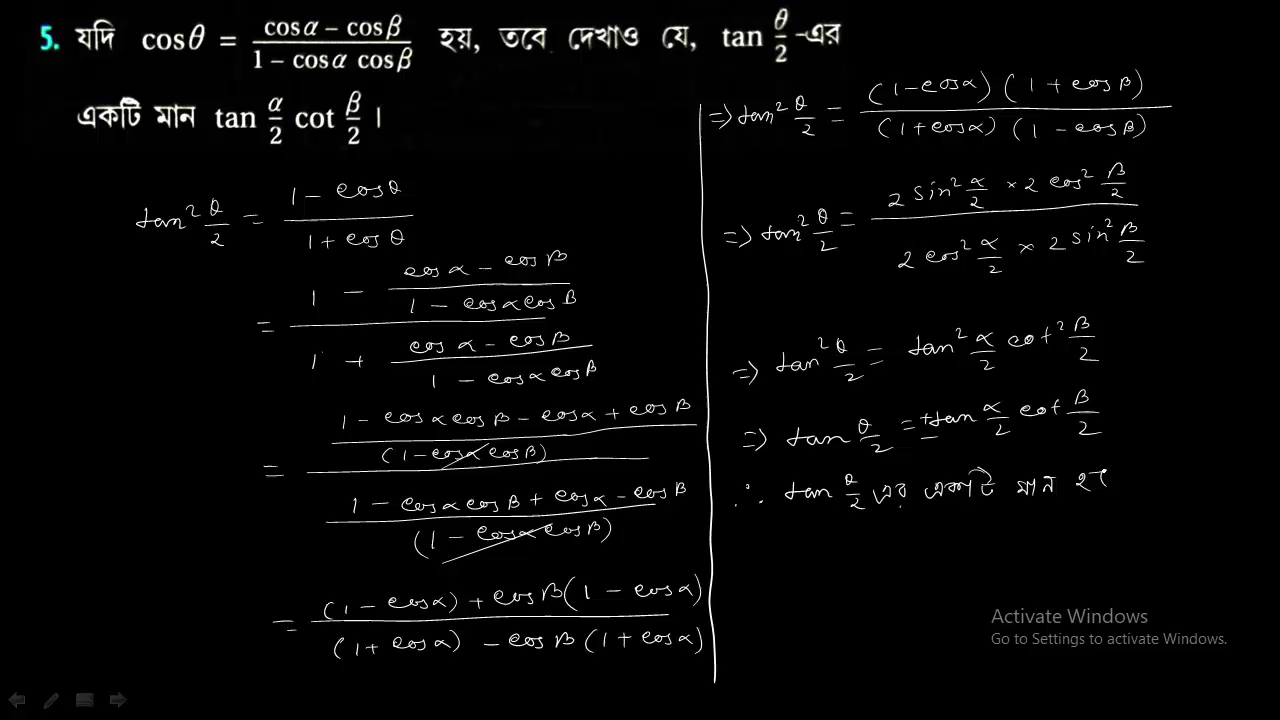 5. যদি cosθ = (cosα – cosβ)/(1 – cosα cosβ) হয়, তবে দেখাও যে, tan θ/2-এর
একটি মান tan α/2 cot β/2 ।
tan² θ/2 = (1 - cosθ)/(1 + cosθ)
= (1 - (cosα - cosβ)/(1 - cosα cosβ))/(1 + (cosα - cosβ)/(1 - cosα cosβ))
= ((1 - cosα cosβ - cosα + cosβ)/(1 - cosα cosβ))/((1 - cosα cosβ + cosα - cosβ)/(1 - cosα cosβ))
= ((1 - cosα) + cosβ(1 - cosα))/((1 + cosα) - cosβ(1 + cosα))
⇒ tan² θ/2 = ((1 - cosα)(1 + cosβ))/((1 + cosα)(1 - cosβ))
⇒ tan² θ/2 = (2 sin² α/2 × 2 cos² β/2)/(2 cos² α/2 × 2 sin² β/2)
⇒ tan² θ/2 = tan² α/2 cot² β/2
⇒ tan θ/2 = ± tan α/2 cot β/2
∴ tan θ/2 এর একটি মান
Activate Windows
Go to Settings to activate Windows.